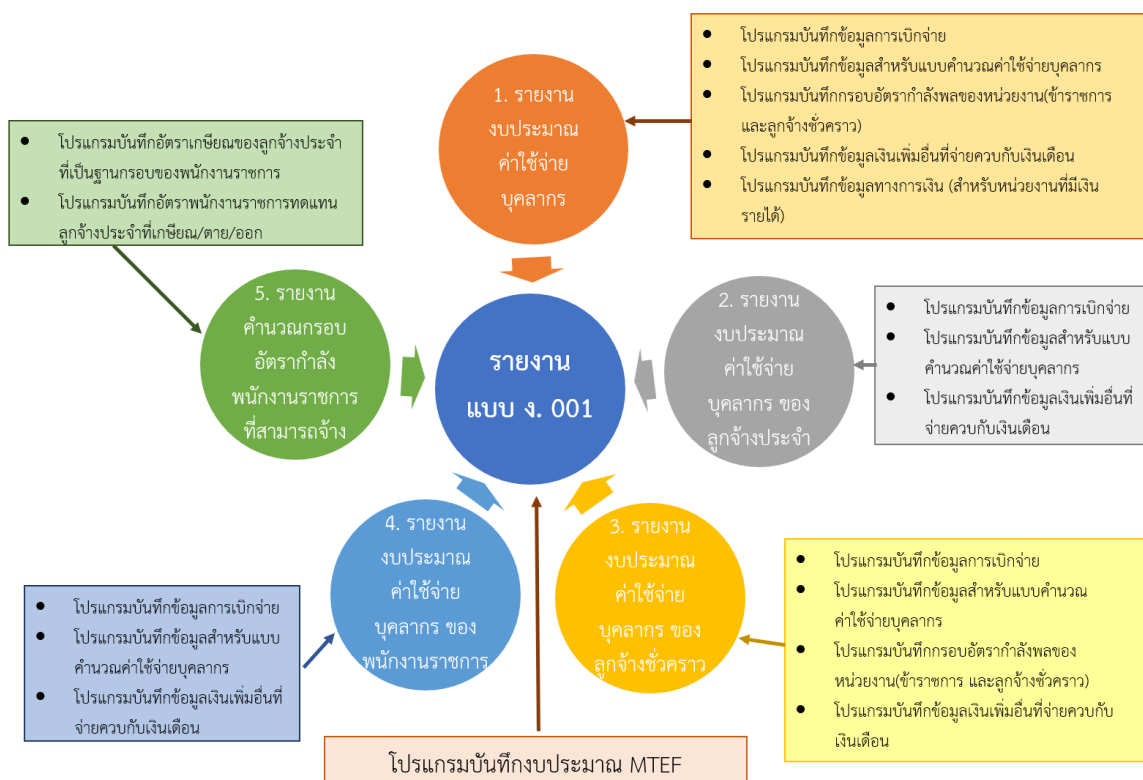 ● โปรแกรมบันทึกข้อมูลการเบิกจ่าย
● โปรแกรมบันทึกข้อมูลสำหรับแบบคำนวณค่าใช้จ่ายบุคลากร
● โปรแกรมบันทึกกรอบอัตรากำลังพลของหน่วยงาน(ข้าราชการ
และลูกจ้างชั่วคราว)
● โปรแกรมบันทึกข้อมูลเงินเพิ่มอื่นที่จ่ายควบกับเงินเดือน
● โปรแกรมบันทึกข้อมูลทางการเงิน (สำหรับหน่วยงานที่มีเงิน
รายได้)
1. รายงาน
งบประมาณ
ค่าใช้จ่าย
บุคลากร
● โปรแกรมบันทึกอัตราเกษียณของลูกจ้างประจำ
ที่เป็นฐานกรอบของพนักงานราชการ
● โปรแกรมบันทึกอัตราพนักงานราชการทดแทน
ลูกจ้างประจำที่เกษียณ/ตาย/ออก
5. รายงาน
คำนวณกรอบ
อัตรากำลัง
พนักงานราชการ
ที่สามารถจ้าง
รายงาน
แบบ ง. 001
2. รายงาน
งบประมาณ
ค่าใช้จ่าย
บุคลากร ของ
ลูกจ้างประจำ
● โปรแกรมบันทึกข้อมูลการเบิกจ่าย
● โปรแกรมบันทึกข้อมูลสำหรับแบบ
คำนวณค่าใช้จ่ายบุคลากร
● โปรแกรมบันทึกข้อมูลเงินเพิ่มอื่นที่
จ่ายควบกับเงินเดือน
4. รายงาน
งบประมาณ
ค่าใช้จ่าย
บุคลากร ของ
พนักงานราชการ
3. รายงาน
งบประมาณ
ค่าใช้จ่าย
บุคลากร ของ
ลูกจ้างชั่วคราว
● โปรแกรมบันทึกข้อมูลการเบิกจ่าย
● โปรแกรมบันทึกข้อมูลสำหรับแบบคำนวณ
ค่าใช้จ่ายบุคลากร
● โปรแกรมบันทึกกรอบอัตรากำลังพลของ
หน่วยงาน(ข้าราชการ และลูกจ้างชั่วคราว)
● โปรแกรมบันทึกข้อมูลเงินเพิ่มอื่นที่จ่ายควบกับ
เงินเดือน
● โปรแกรมบันทึกข้อมูลการเบิกจ่าย
● โปรแกรมบันทึกข้อมูลสำหรับแบบ
คำนวณค่าใช้จ่ายบุคลากร
● โปรแกรมบันทึกข้อมูลเงินเพิ่มอื่นที่
จ่ายควบกับเงินเดือน
โปรแกรมบันทึกงบประมาณ MTEF